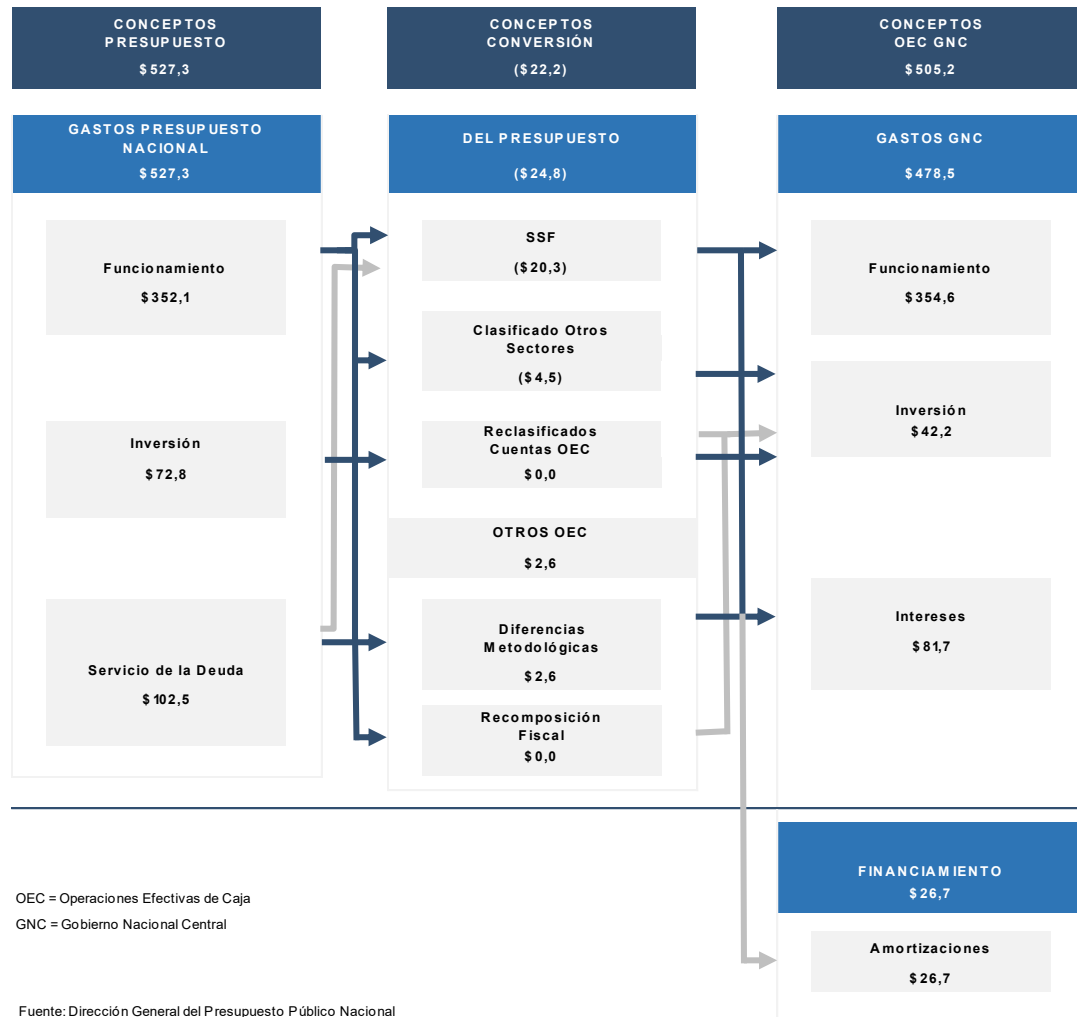 CONCEPTOS
PRESUPUESTO
$527,3
CONCEPTOS
CONVERSIÓN
($22,2)
CONCEPTOS
OEC GNC
$505,2
GASTOS PRESUPUESTO
NACIONAL
$527,3
DEL PRESUPUESTO
($24,8)
GASTOS GNC
$478,5
Funcionamiento
$352,1
Inversión
$72,8
Servicio de la Deuda
$102,5
SSF
($20,3)
Clasificado Otros
Sectores
($4,5)
Reclasificados
Cuentas OEC
$0,0
OTROS OEC
$2,6
Diferencias
Metodológicas
$2,6
Recomposición
Fiscal
$0,0
Funcionamiento
$354,6
Inversión
$42,2
Intereses
$81,7
FINANCIAMIENTO
$26,7
Amortizaciones
$26,7
OEC = Operaciones Efectivas de Caja
GNC = Gobierno Nacional Central
Fuente: Dirección General del Presupuesto Público Nacional